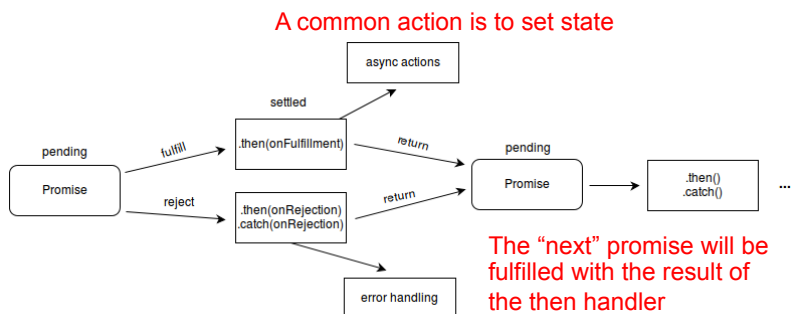 A common action is to set state
async actions
settled
.then(onFulfillment)
fulfill
return
pending
Promise
pending
Promise
.then()
.catch()
...
reject
.then(onRejection)
.catch(onRejection)
return
The “next” promise will be
fulfilled with the result of
the then handler
error handling